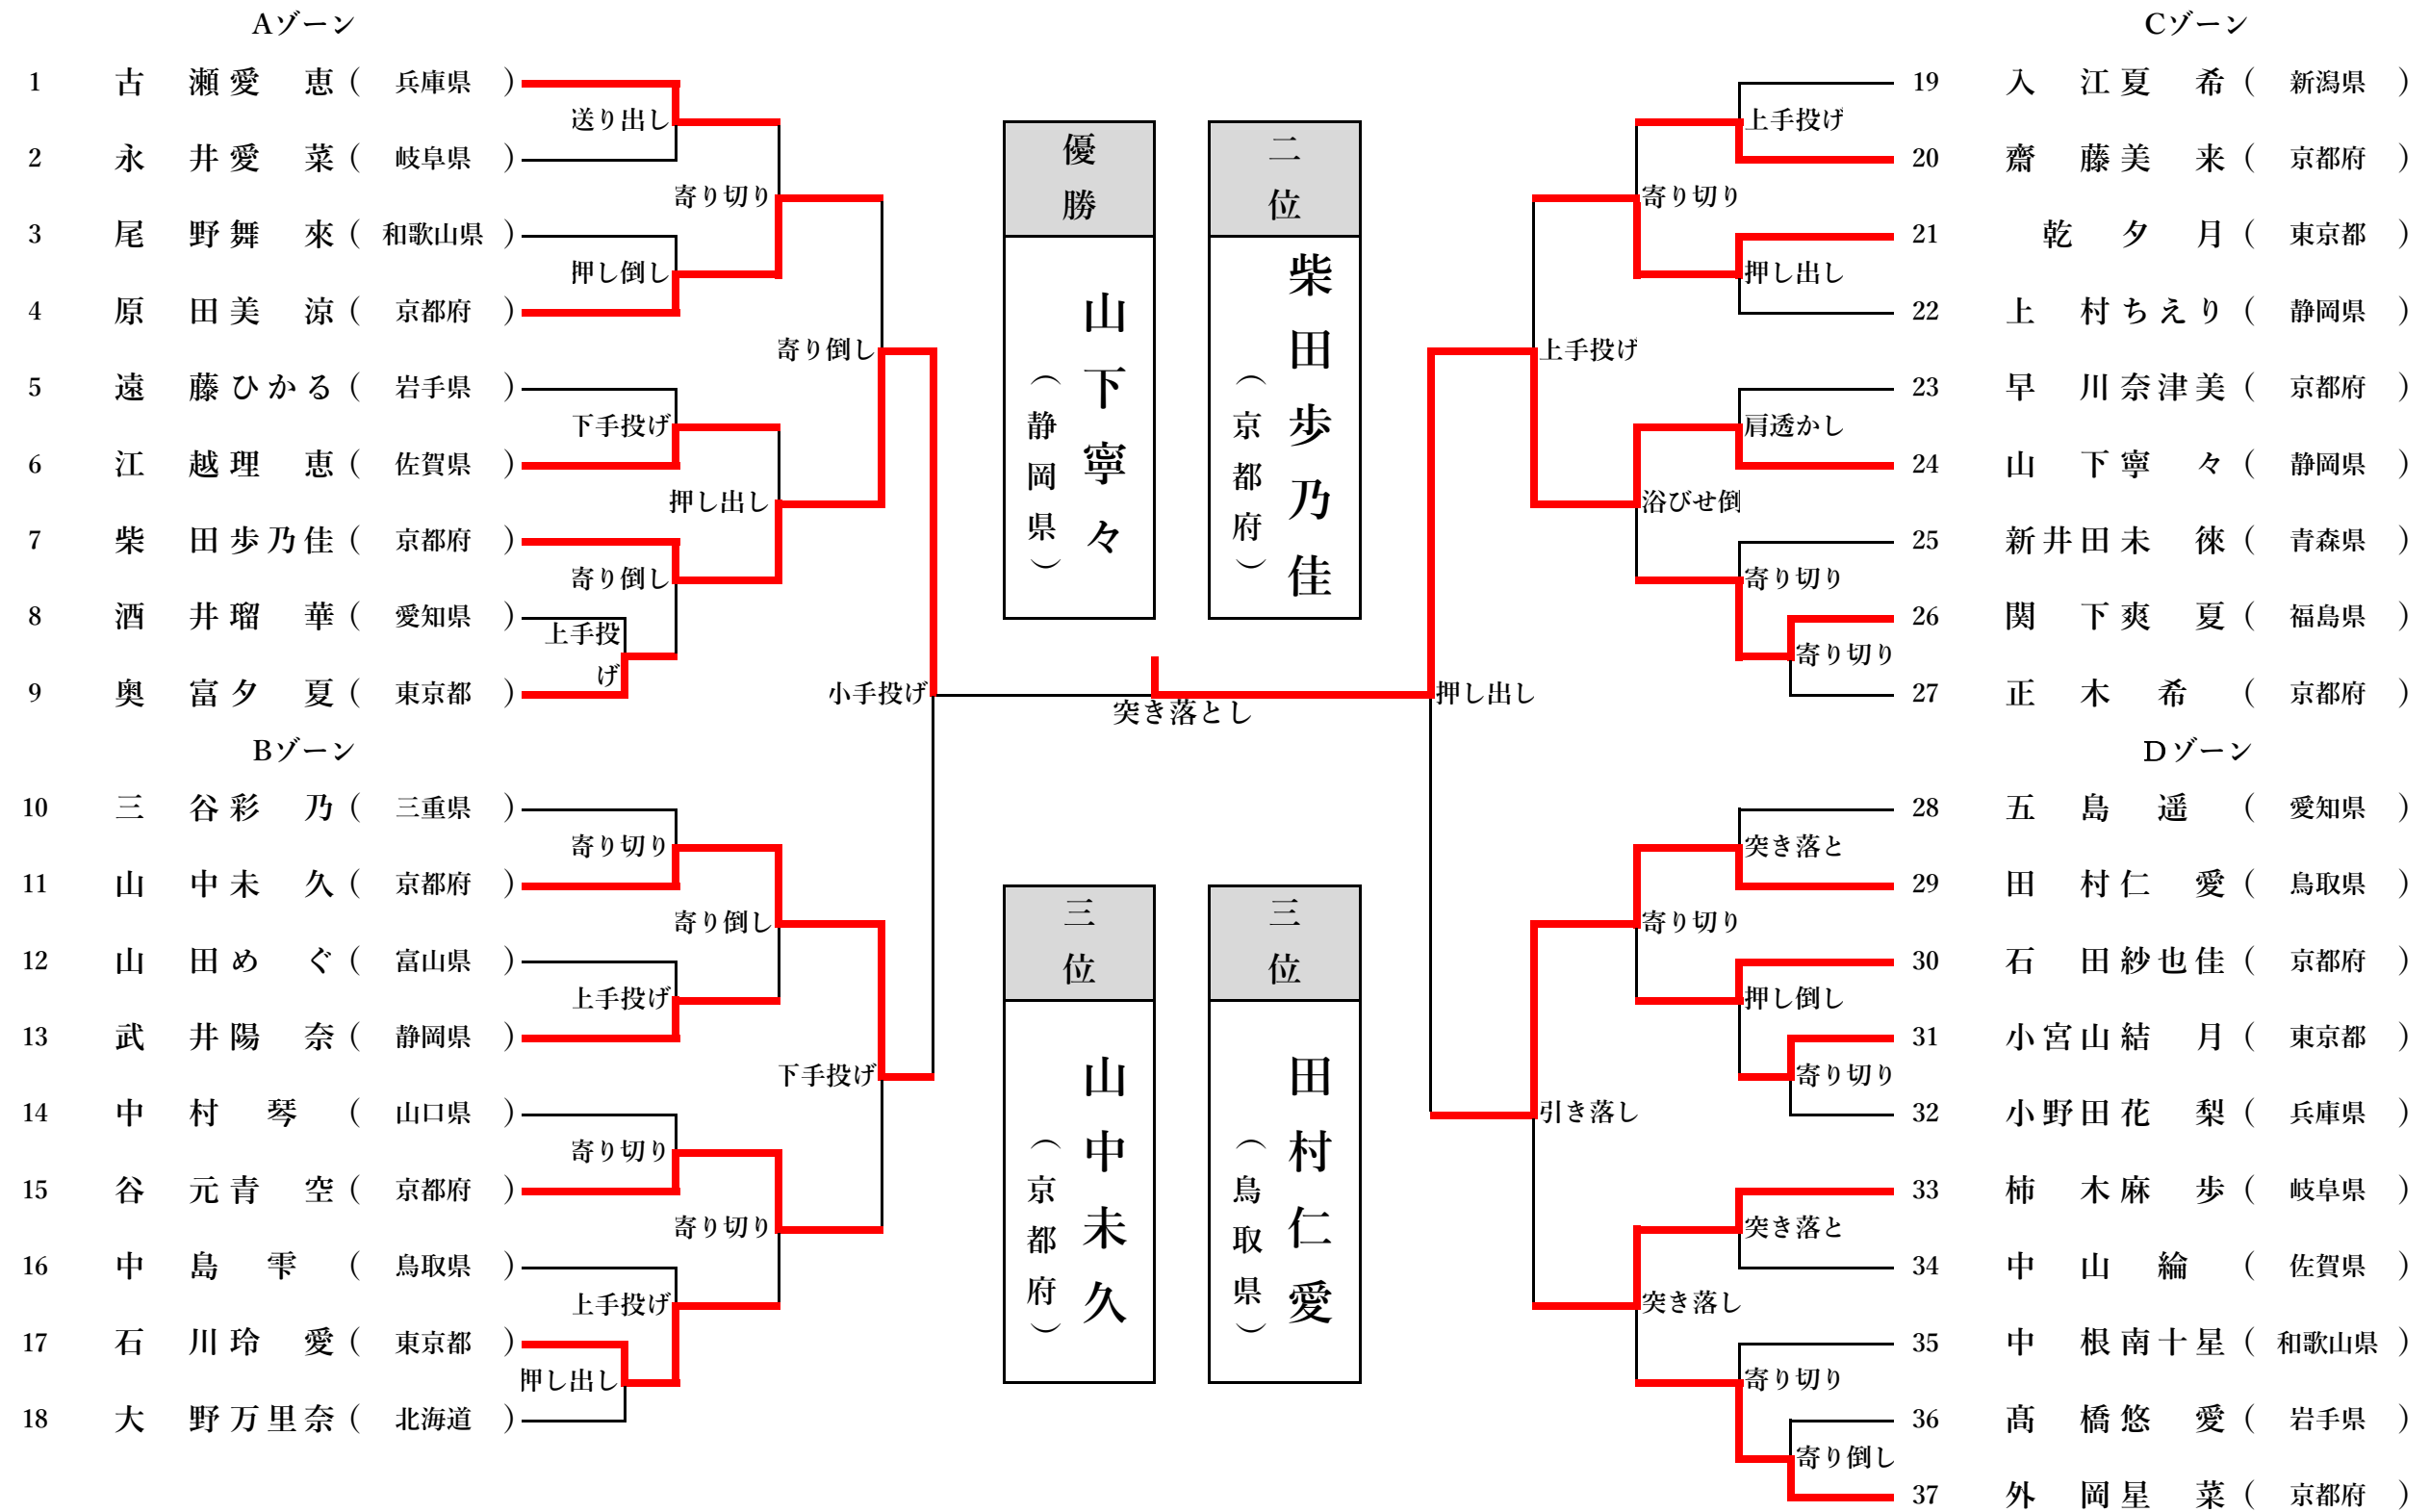 Aゾーン
1 古瀬愛恵（兵庫県）
送り出し
2 永井愛菜（岐阜県）
寄り切り
3 尾野舞來（和歌山県）
押し倒し
4 原田美涼（京都府）
寄り倒し
5 遠藤ひかる（岩手県）
下手投げ
6 江越理恵（佐賀県）
押し出し
7 柴田歩乃佳（京都府）
寄り倒し
8 酒井瑠華（愛知県）
上手投
げ
9 奥富夕夏（東京都）
小手投げ
Bゾーン
10 三谷彩乃（三重県）
寄り切り
11 山中未久（京都府）
寄り倒し
12 山田めぐ（富山県）
上手投げ
13 武井陽奈（静岡県）
下手投げ
14 中村琴（山口県）
寄り切り
15 谷元青空（京都府）
寄り切り
16 中島雫（鳥取県）
上手投げ
17 石川玲愛（東京都）
押し出し
18 大野万里奈（北海道）
優勝
山下寧々
（静岡県）
二位
柴田歩乃佳
（京都府）
突き落とし
三位
山中未久
（京都府）
三位
田村仁愛
（鳥取県）
Cゾーン
19 入江夏希（新潟県）
上手投げ
20 齋藤美来（京都府）
寄り切り
21 乾夕月（東京都）
押し出し
22 上村ちえり（静岡県）
上手投げ
23 早川奈津美（京都府）
肩透かし
24 山下寧々（静岡県）
浴びせ倒
25 新井田未徠（青森県）
寄り切り
26 関下爽夏（福島県）
寄り切り
27 正木希（京都府）
押し出し
Dゾーン
28 五島遥（愛知県）
突き落と
29 田村仁愛（鳥取県）
寄り切り
30 石田紗也佳（京都府）
押し倒し
31 小宮山結月（東京都）
寄り切り
32 小野田花梨（兵庫県）
引き落し
33 柿木麻歩（岐阜県）
突き落と
34 中山綸（佐賀県）
突き落し
35 中根南十星（和歌山県）
寄り切り
36 髙橋悠愛（岩手県）
寄り倒し
37 外岡星菜（京都府）